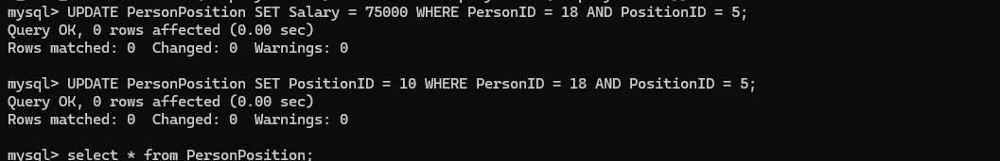 mysql> UPDATE PersonPosition SET Salary = 75000 WHERE PersonID = 18 AND PositionID = 5;
Query OK, 0 rows affected (0.00 sec)
Rows matched: 0  Changed: 0  Warnings: 0
mysql> UPDATE PersonPosition SET PositionID = 10 WHERE PersonID = 18 AND PositionID = 5;
Query OK, 0 rows affected (0.00 sec)
Rows matched: 0  Changed: 0  Warnings: 0
mysql> select * from PersonPosition;